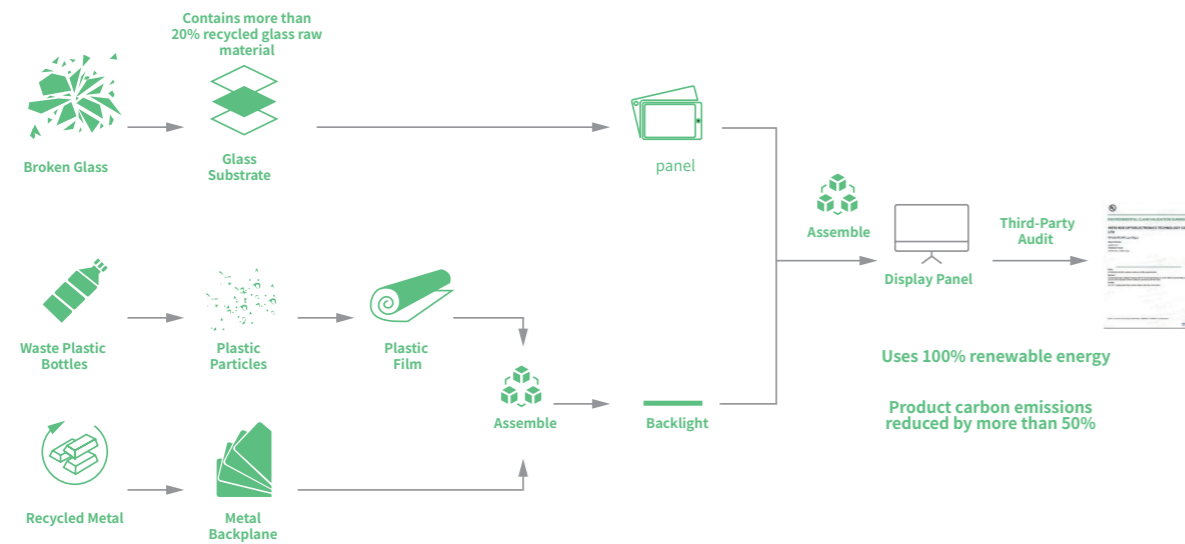 Contains more than
20% recycled glass raw
material
Broken Glass
Glass
Substrate
panel
Assemble
Display Panel
Third-Party
Audit
Waste Plastic
Bottles
Plastic
Particles
Plastic
Film
Assemble
Backlight
Uses 100% renewable energy
Product carbon emissions
reduced by more than 50%
Recycled Metal
Metal
Backplane